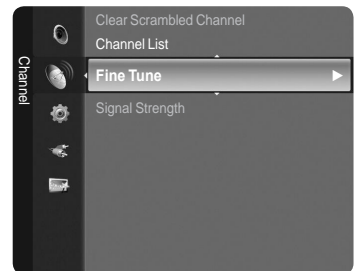 Channel
Clear Scrambled Channel
Channel List
Fine Tune
Signal Strength